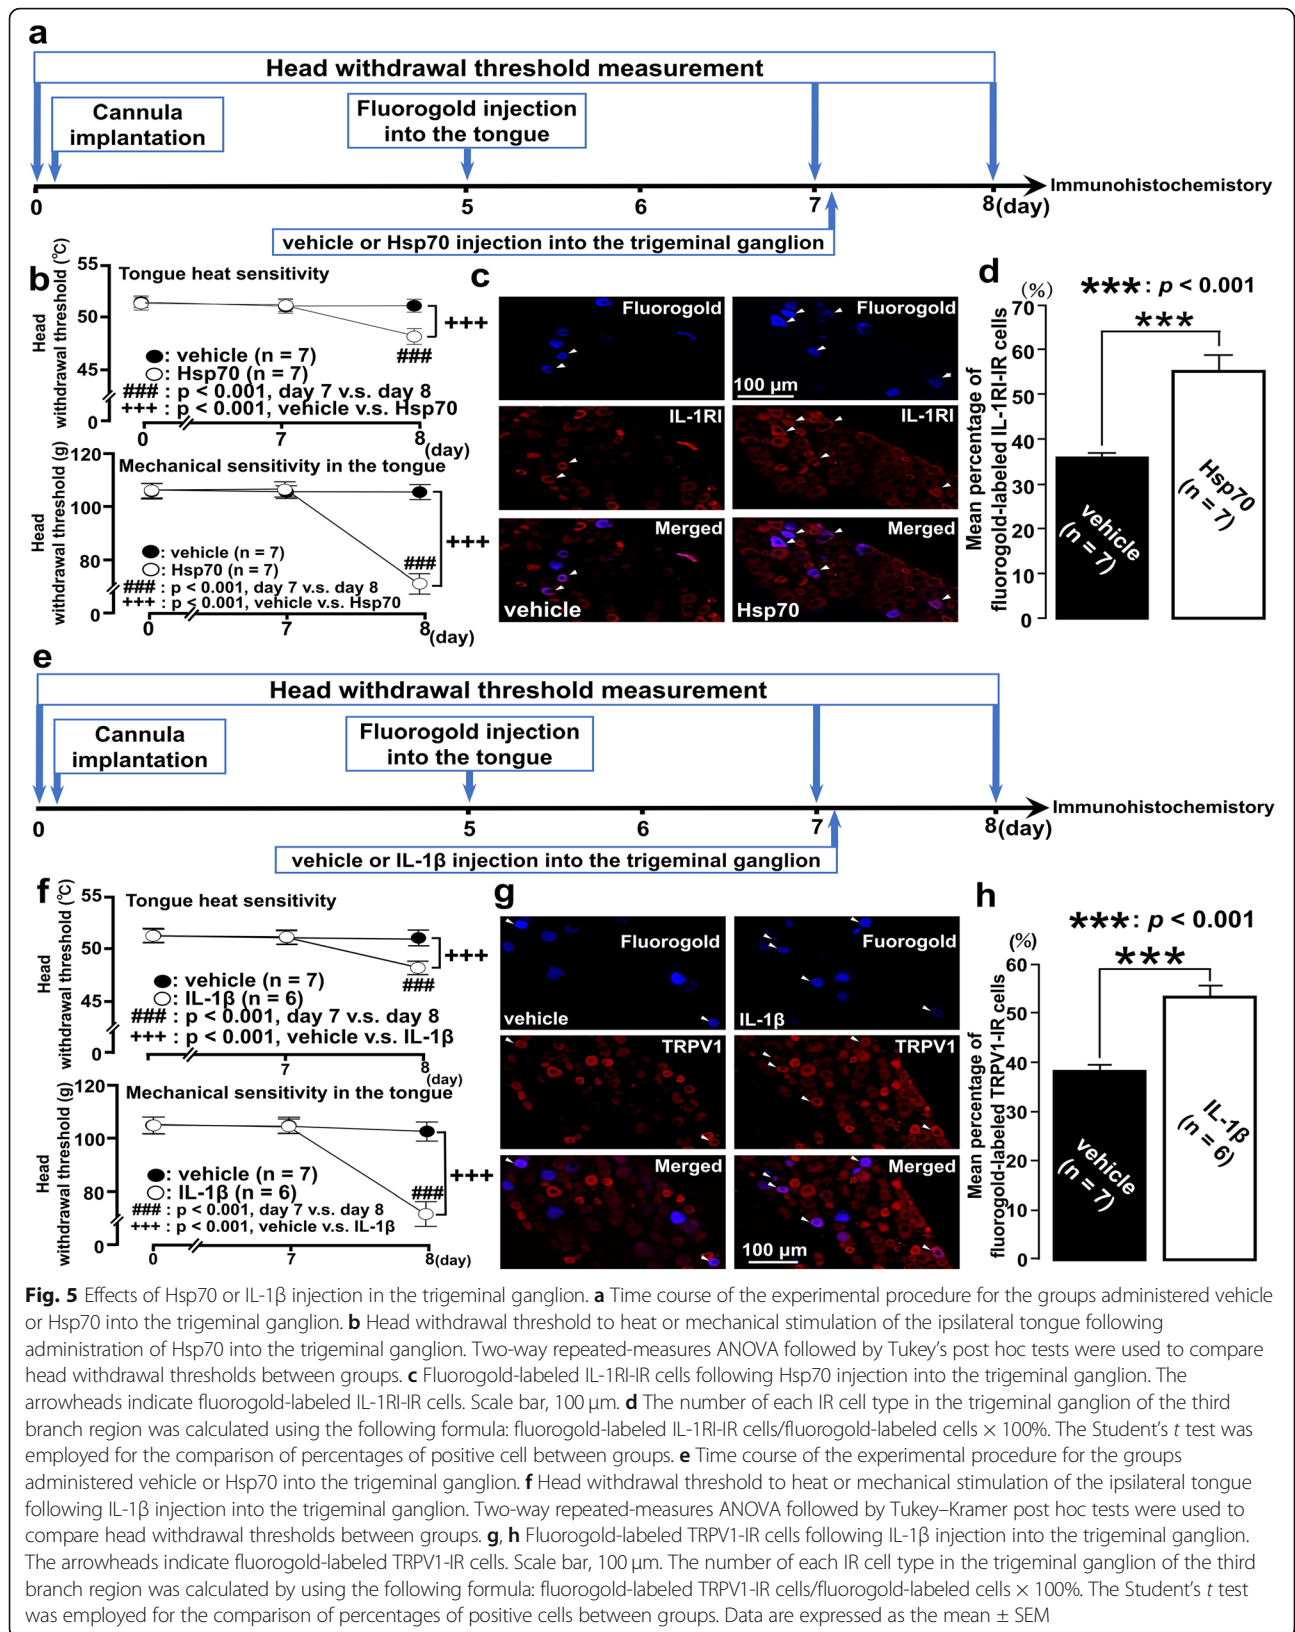 a
Head withdrawal threshold measurement
Cannula
implantation
Fluorogold injection
into the tongue
0
5
6
7
8(day)
Immunohistochemistory
vehicle or Hsp70 injection into the trigeminal ganglion
b
Head
withdrawal threshold (℃)
55
50
45
0
Tongue heat sensitivity
+++
###
: vehicle (n = 7)
: Hsp70 (n = 7)
### : p < 0.001, day 7 v.s. day 8
+++ : p < 0.001, vehicle v.s. Hsp70
0
7
8
(day)
Head
withdrawal threshold (g)
120
100
80
0
Mechanical sensitivity in the tongue
+++
###
: vehicle (n = 7)
: Hsp70 (n = 7)
### : p < 0.001, day 7 v.s. day 8
+++ : p < 0.001, vehicle v.s. Hsp70
0
7
8
(day)
c
Fluorogold
Fluorogold
100 μm
IL-1RI
IL-1RI
Merged
Merged
vehicle
Hsp70
d
(%)
***: p < 0.001
***
Mean percentage of
fluorogold-labeled IL-1RI-IR cells
70
60
50
40
30
20
10
0
vehicle
(n = 7)
Hsp70
(n = 7)
e
Head withdrawal threshold measurement
Cannula
implantation
Fluorogold injection
into the tongue
0
5
6
7
8(day)
Immunohistochemistory
vehicle or IL-1β injection into the trigeminal ganglion
f
Head
withdrawal threshold (℃)
55
50
45
0
Tongue heat sensitivity
+++
###
: vehicle (n = 7)
: IL-1β (n = 6)
### : p < 0.001, day 7 v.s. day 8
+++ : p < 0.001, vehicle v.s. IL-1β
0
7
8
(day)
Head
withdrawal threshold (g)
120
100
80
0
Mechanical sensitivity in the tongue
+++
###
: vehicle (n = 7)
: IL-1β (n = 6)
### : p < 0.001, day 7 v.s. day 8
+++ : p < 0.001, vehicle v.s. IL-1β
0
7
8
(day)
g
Fluorogold
Fuorogold
vehicle
IL-1β
TRPV1
TRPV1
Merged
Merged
100 μm
h
(%)
***: p < 0.001
***
Mean percentage of
fluorogold-labeled TRPV1-IR cells
60
50
40
30
20
10
0
vehicle
(n = 7)
IL-1β
(n = 6)
Fig. 5 Effects of Hsp70 or IL-1β injection in the trigeminal ganglion. a Time course of the experimental procedure for the groups administered vehicle
or Hsp70 into the trigeminal ganglion. b Head withdrawal threshold to heat or mechanical stimulation of the ipsilateral tongue following
administration of Hsp70 into the trigeminal ganglion. Two-way repeated-measures ANOVA followed by Tukey's post hoc tests were used to compare
head withdrawal thresholds between groups. c Fluorogold-labeled IL-1RI-IR cells following Hsp70 injection into the trigeminal ganglion. The
arrowheads indicate fluorogold-labeled IL-1RI-IR cells. Scale bar, 100 μm. d The number of each IR cell type in the trigeminal ganglion of the third
branch region was calculated using the following formula: fluorogold-labeled IL-1RI-IR cells/fluorogold-labeled cells × 100%. The Student's t test was
employed for the comparison of percentages of positive cell between groups. e Time course of the experimental procedure for the groups
administered vehicle or Hsp70 into the trigeminal ganglion. f Head withdrawal threshold to heat or mechanical stimulation of the ipsilateral tongue
following IL-1β injection into the trigeminal ganglion. Two-way repeated-measures ANOVA followed by Tukey–Kramer post hoc tests were used to
compare head withdrawal thresholds between groups. g, h Fluorogold-labeled TRPV1-IR cells following IL-1β injection into the trigeminal ganglion.
The arrowheads indicate fluorogold-labeled TRPV1-IR cells. Scale bar, 100 μm. The number of each IR cell type in the trigeminal ganglion of the third
branch region was calculated by using the following formula: fluorogold-labeled TRPV1-IR cells/fluorogold-labeled cells × 100%. The Student's t test
was employed for the comparison of percentages of positive cells between groups. Data are expressed as the mean ± SEM